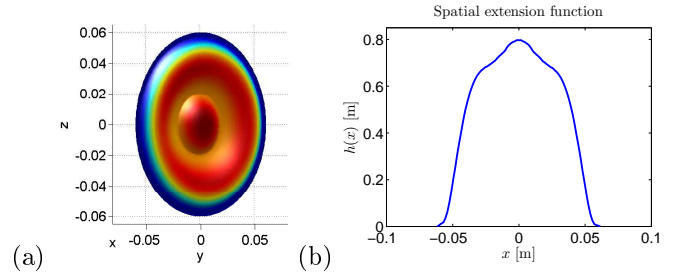 Spatial extension function
0.06
0.04
0.02
0
-0.02
-0.04
-0.06
z
x
-0.05
0
0.05
y
(a)
0.8
0.6
0.4
0.2
0
h(x) [m]
−0.1
−0.05
0
0.05
0.1
x [m]
(b)